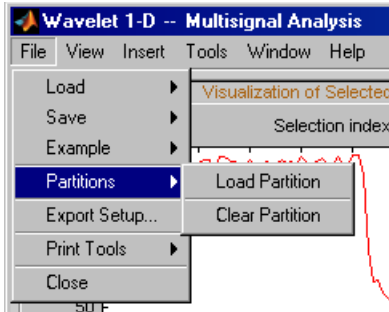 Wavelet 1-D -- Multisignal Analysis
File View Insert Tools Window Help
Load
Visualization of Selected
Save
Selection index
Example
Partitions
Load Partition
Export Setup...
Clear Partition
Print Tools
Close
50